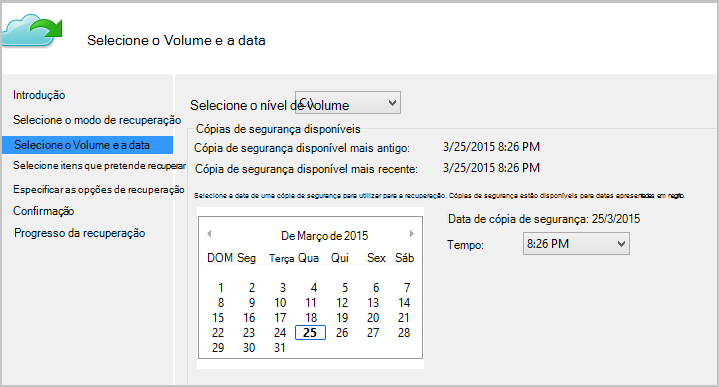 Selecione o Volume e a data
Introdução
Selecione o modo de recuperação
Selecione o Volume e a data
Selecione itens que pretende recuperar
Especificar as opções de recuperação
Confirmação
Progresso da recuperação
Selecione o nível de volume C:\
Cópias de segurança disponíveis
Cópia de segurança disponível mais antigo: 3/25/2015 8:26 PM
Cópia de segurança disponível mais recente: 3/25/2015 8:26 PM
Selecione a data de uma cópia de segurança para utilizar para a recuperação. Cópias de segurança estão disponíveis para datas apresentadas em negrito.
De Março de 2015
DOM Seg Terça Qua Qui Sex Sáb
1 2 3 4 5 6 7
8 9 10 11 12 13 14
15 16 17 18 19 20 21
22 23 24 25 26 27 28
29 30 31
Data de cópia de segurança: 25/3/2015
Tempo: 8:26 PM